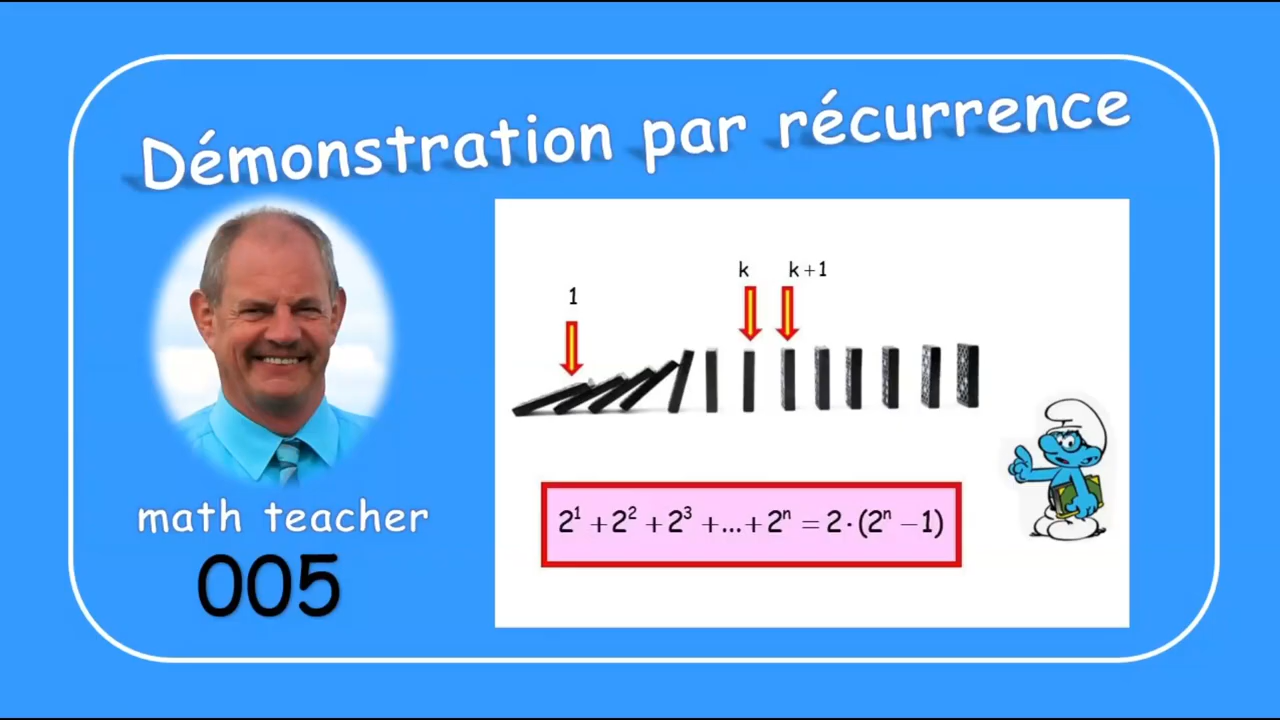 Démonstration par récurrence
1
k
k+1
2¹ + 2² + 2³ + ... + 2ⁿ = 2·(2ⁿ − 1)
math teacher
005